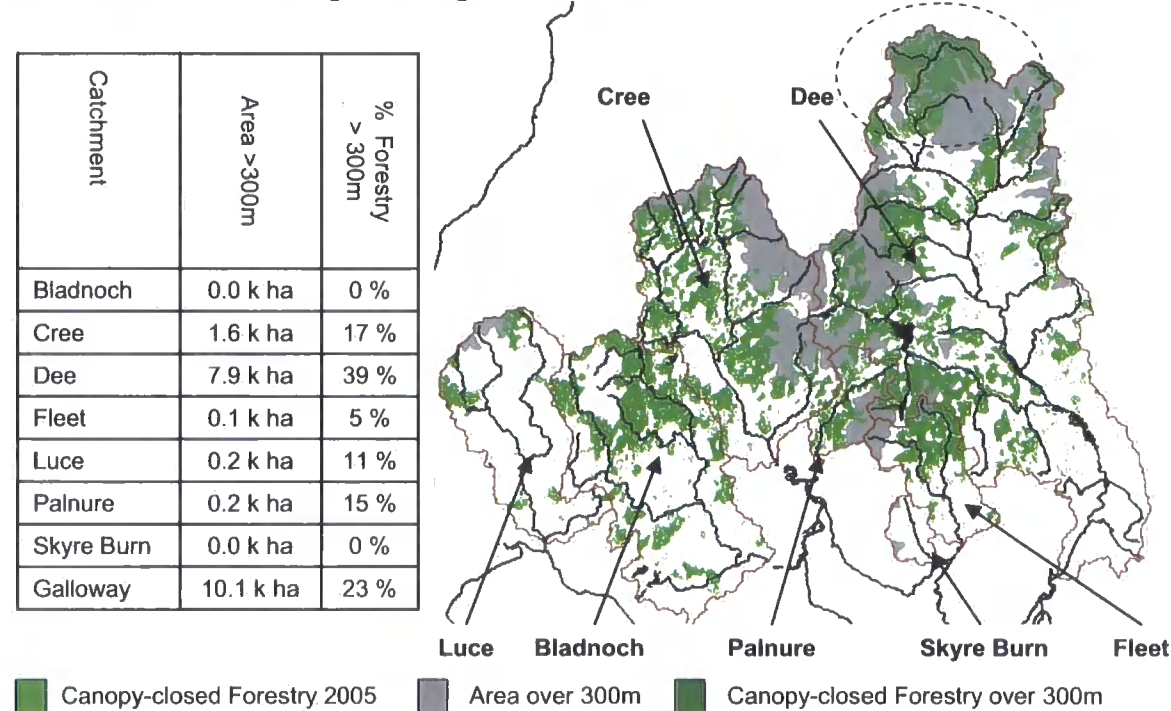 Catchment | Area >300m | % Forestry > 300m
Bladnoch | 0.0 k ha | 0 %
Cree | 1.6 k ha | 17 %
Dee | 7.9 k ha | 39 %
Fleet | 0.1 k ha | 5 %
Luce | 0.2 k ha | 11 %
Palnure | 0.2 k ha | 15 %
Skyre Burn | 0.0 k ha | 0 %
Galloway | 10.1 k ha | 23 %
Cree Dee
Luce Bladnoch Palnure Skyre Burn Fleet
Canopy-closed Forestry 2005 Area over 300m Canopy-closed Forestry over 300m